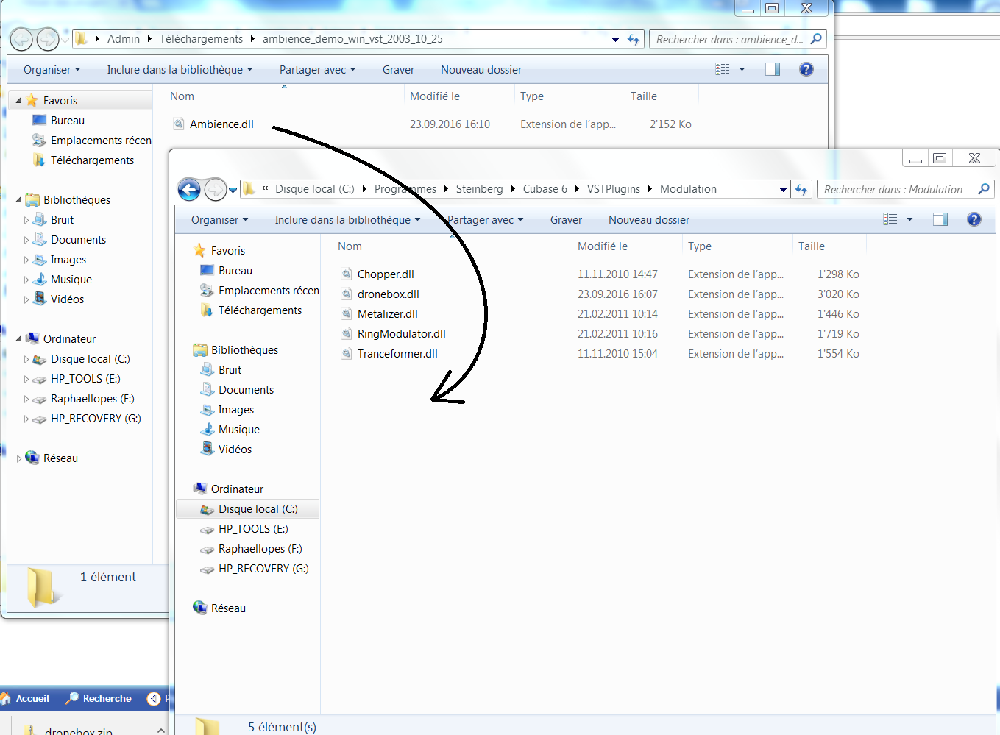 Admin Téléchargements ambience_demo_win_vst_2003_10_25 Rechercher dans : ambience_d...
Organiser Inclure dans la bibliothèque Partager avec Graver Nouveau dossier
Favoris
Bureau
Emplacements récen
Téléchargements
Bibliothèques
Bruit
Documents
Images
Musique
Vidéos
Ordinateur
Disque local (C:)
HP_TOOLS (E:)
Raphaellopes (F:)
HP_RECOVERY (G:)
Réseau
Nom Modifié le Type Taille
Ambience.dll 23.09.2016 16:10 Extension de l'app... 2'152 Ko
1 élément
« Disque local (C:) Programmes Steinberg Cubase 6 VSTPlugins Modulation Rechercher dans : Modulation
Organiser Inclure dans la bibliothèque Partager avec Graver Nouveau dossier
Favoris
Bureau
Emplacements récen
Téléchargements
Bibliothèques
Bruit
Documents
Images
Musique
Vidéos
Ordinateur
Disque local (C:)
HP_TOOLS (E:)
Raphaellopes (F:)
HP_RECOVERY (G:)
Réseau
Nom Modifié le Type Taille
Chopper.dll 11.11.2010 14:47 Extension de l'app... 1'298 Ko
dronebox.dll 23.09.2016 16:07 Extension de l'app... 3'020 Ko
Metalizer.dll 21.02.2011 10:14 Extension de l'app... 1'446 Ko
RingModulator.dll 21.02.2011 10:16 Extension de l'app... 1'719 Ko
Tranceformer.dll 11.11.2010 15:04 Extension de l'app... 1'554 Ko
5 élément(s)
Accueil Recherche
dronebox.zip